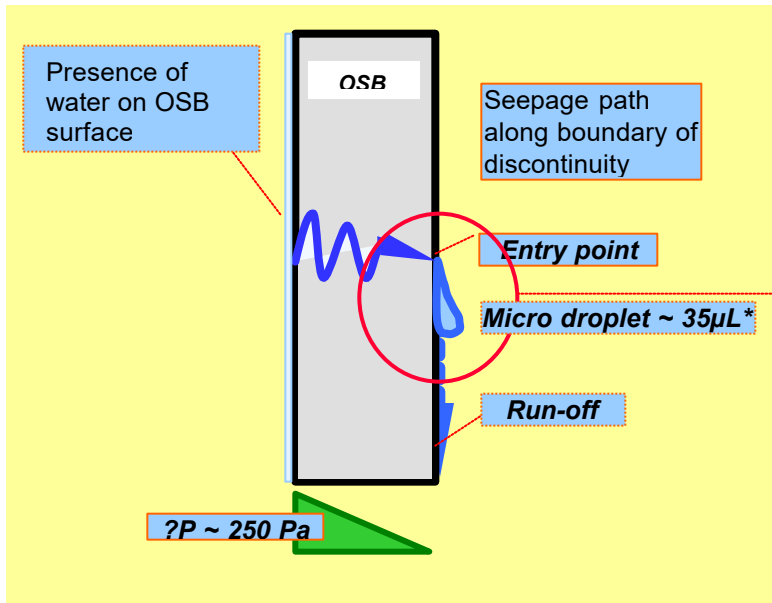 Presence of
water on OSB
surface
OSB
Seepage path
along boundary of
discontinuity
Entry point
Micro droplet ~ 35µL*
Run-off
?P ~ 250 Pa